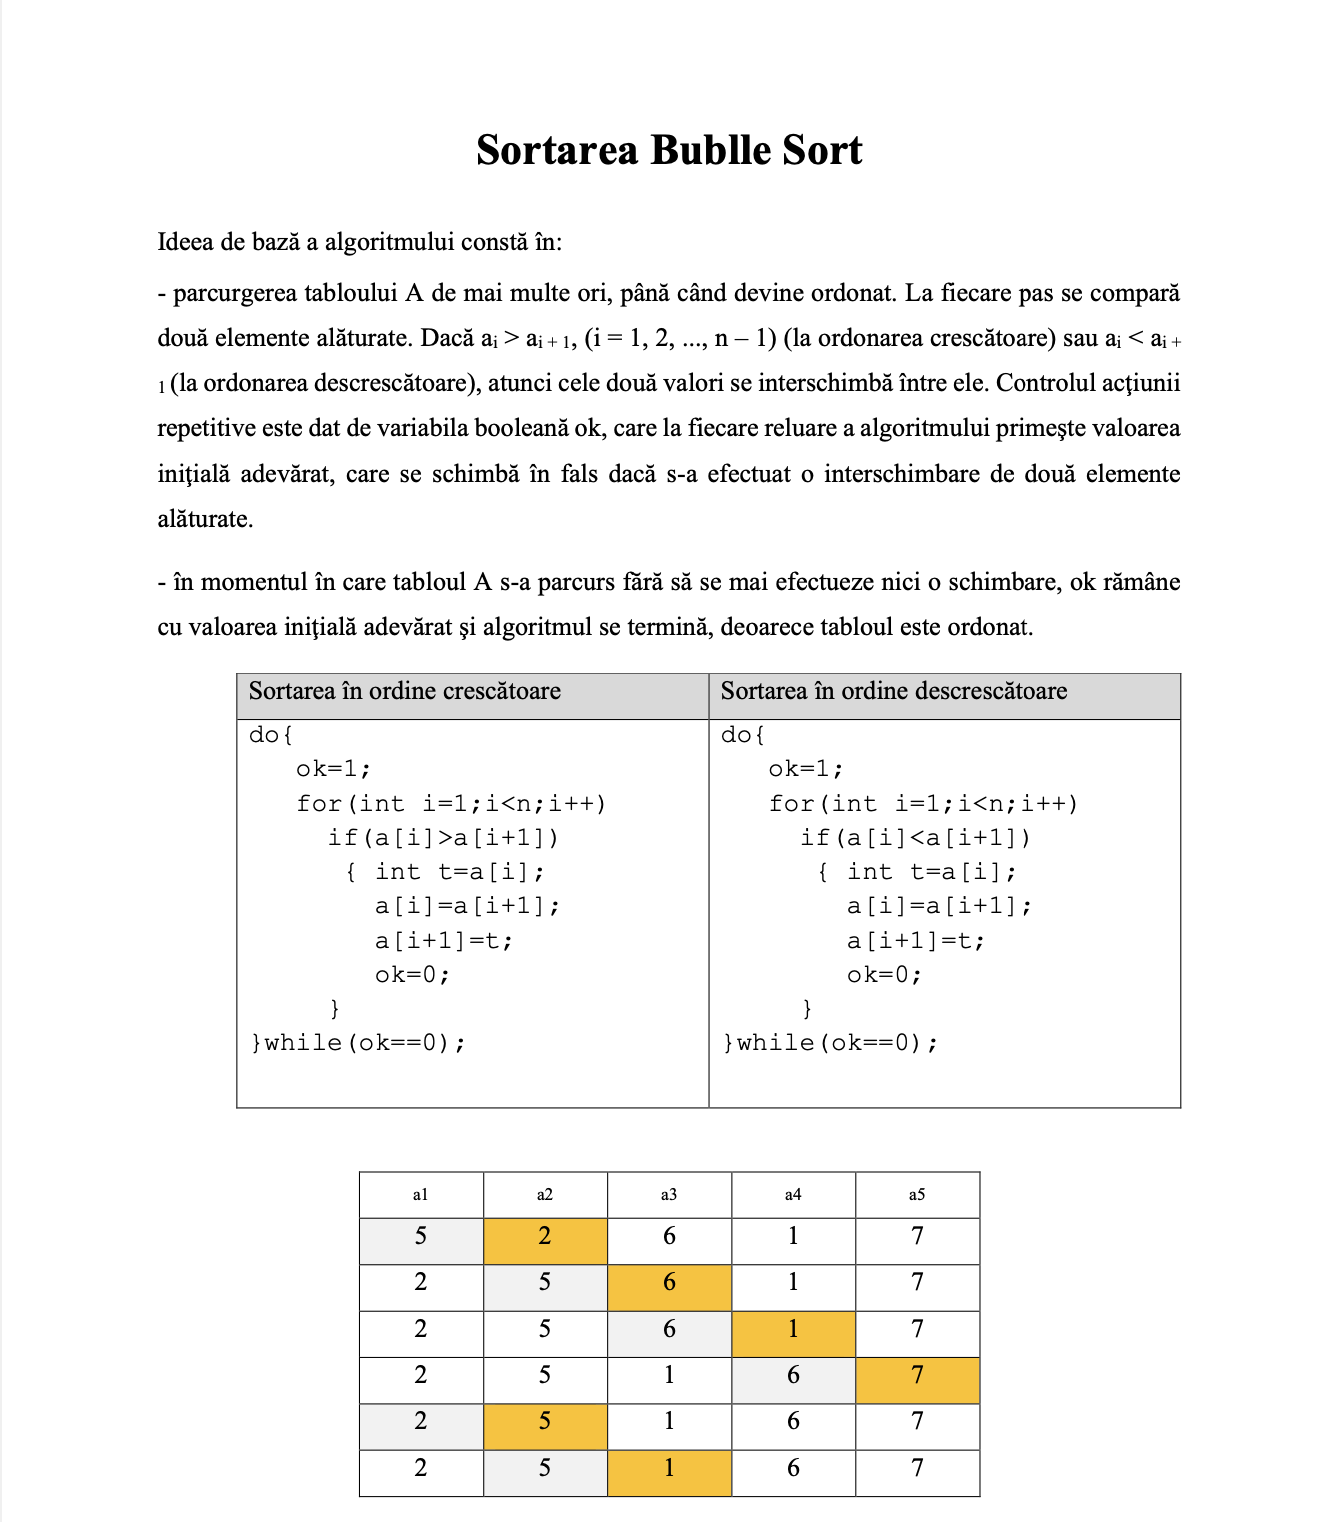 Sortarea Bublle Sort
Ideea de bază a algoritmului constă în:
- parcurgerea tabloului A de mai multe ori, până când devine ordonat. La fiecare pas se compară
două elemente alăturate. Dacă ai > ai + 1, (i = 1, 2, ..., n – 1) (la ordonarea crescătoare) sau ai < ai +
1 (la ordonarea descrescătoare), atunci cele două valori se interschimbă între ele. Controlul acţiunii
repetitive este dat de variabila booleană ok, care la fiecare reluare a algoritmului primeşte valoarea
iniţială adevărat, care se schimbă în fals dacă s-a efectuat o interschimbare de două elemente
alăturate.
- în momentul în care tabloul A s-a parcurs fără să se mai efectueze nici o schimbare, ok rămâne
cu valoarea iniţială adevărat şi algoritmul se termină, deoarece tabloul este ordonat.
Sortarea în ordine crescătoare
do{
ok=1;
for(int i=1;i<n;i++)
if(a[i]>a[i+1])
{ int t=a[i];
a[i]=a[i+1];
a[i+1]=t;
ok=0;
}
}while(ok==0);
Sortarea în ordine descrescătoare
do{
ok=1;
for(int i=1;i<n;i++)
if(a[i]<a[i+1])
{ int t=a[i];
a[i]=a[i+1];
a[i+1]=t;
ok=0;
}
}while(ok==0);
a1 a2 a3 a4 a5
5 2 6 1 7
2 5 6 1 7
2 5 6 1 7
2 5 1 6 7
2 5 1 6 7
2 5 1 6 7